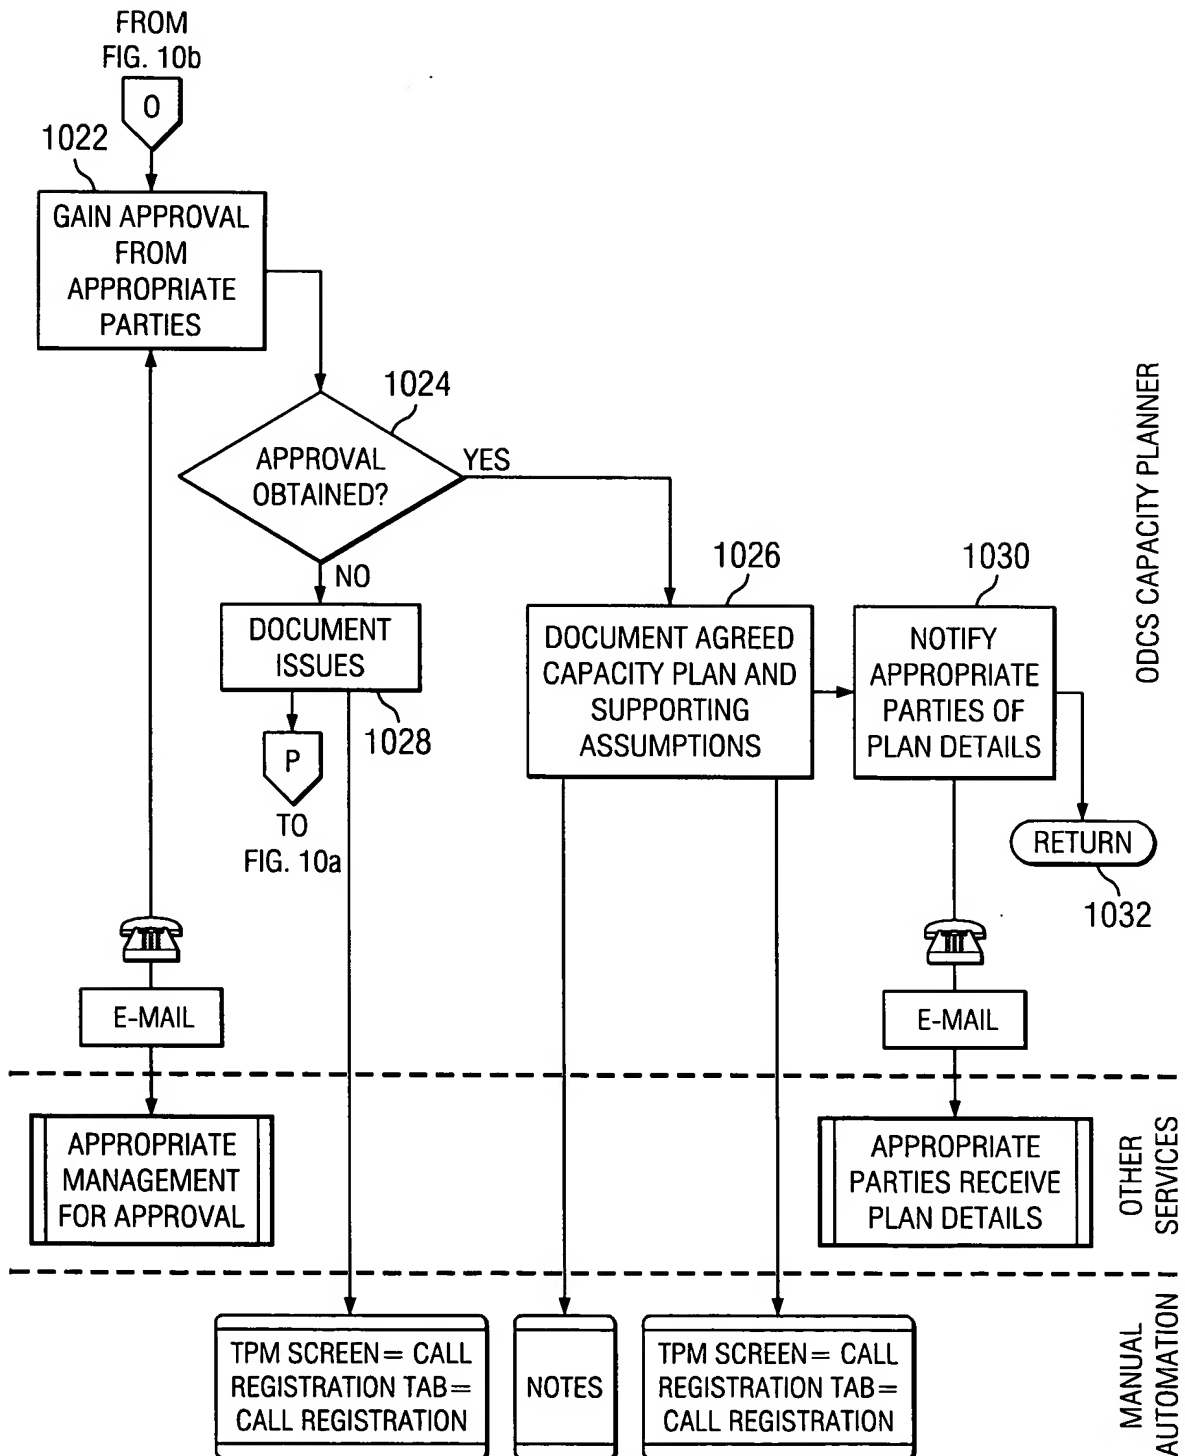 FROM
FIG. 10b
O
1022
GAIN APPROVAL
FROM
APPROPRIATE
PARTIES
1024
APPROVAL
OBTAINED?
YES
NO
DOCUMENT
ISSUES
1028
P
TO
FIG. 10a
1026
DOCUMENT AGREED
CAPACITY PLAN AND
SUPPORTING
ASSUMPTIONS
1030
NOTIFY
APPROPRIATE
PARTIES OF
PLAN DETAILS
RETURN
1032
ODCS CAPACITY PLANNER
E-MAIL
E-MAIL
APPROPRIATE
MANAGEMENT
FOR APPROVAL
APPROPRIATE
PARTIES RECEIVE
PLAN DETAILS
OTHER
SERVICES
TPM SCREEN= CALL
REGISTRATION TAB=
CALL REGISTRATION
NOTES
TPM SCREEN= CALL
REGISTRATION TAB=
CALL REGISTRATION
MANUAL
AUTOMATION